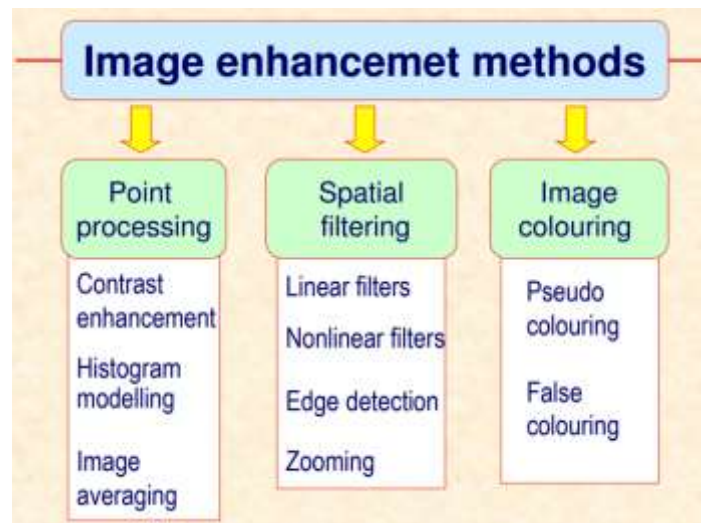 Image enhancemet methods
Point
processing
Contrast
enhancement
Histogram
modelling
Image
averaging
Spatial
filtering
Linear filters
Nonlinear filters
Edge detection
Zooming
Image
colouring
Pseudo
colouring
False
colouring